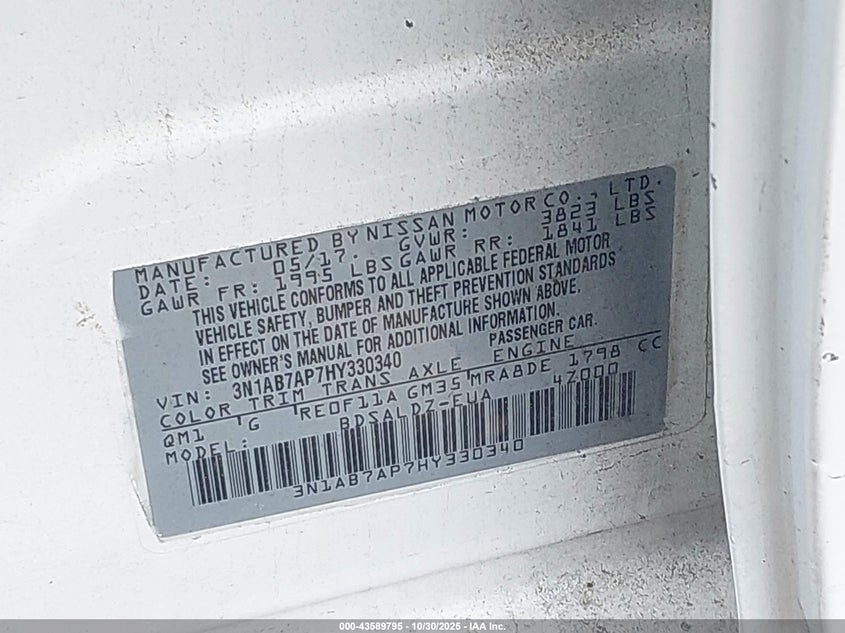 MANUFACTURED BY NISSAN MOTOR CO., LTD.
DATE: 05/17. GVWR: 3823 LBS
GAWR FR: 1995 LBS GAWR RR: 1841 LBS
THIS VEHICLE CONFORMS TO ALL APPLICABLE FEDERAL MOTOR
VEHICLE SAFETY, BUMPER AND THEFT PREVENTION STANDARDS
IN EFFECT ON THE DATE OF MANUFACTURE SHOWN ABOVE.
SEE OWNER'S MANUAL FOR ADDITIONAL INFORMATION.
VIN: 3N1AB7AP7HY330340 PASSENGER CAR.
COLOR TRIM TRANS AXLE ENGINE
QM1 G RE0F11A GM35 MRA8DE 1798 CC
MODEL: BDSALDZ-EUA 47000
3N1AB7AP7HY330340
000-43589795 - 10/30/2025 - IAA Inc.